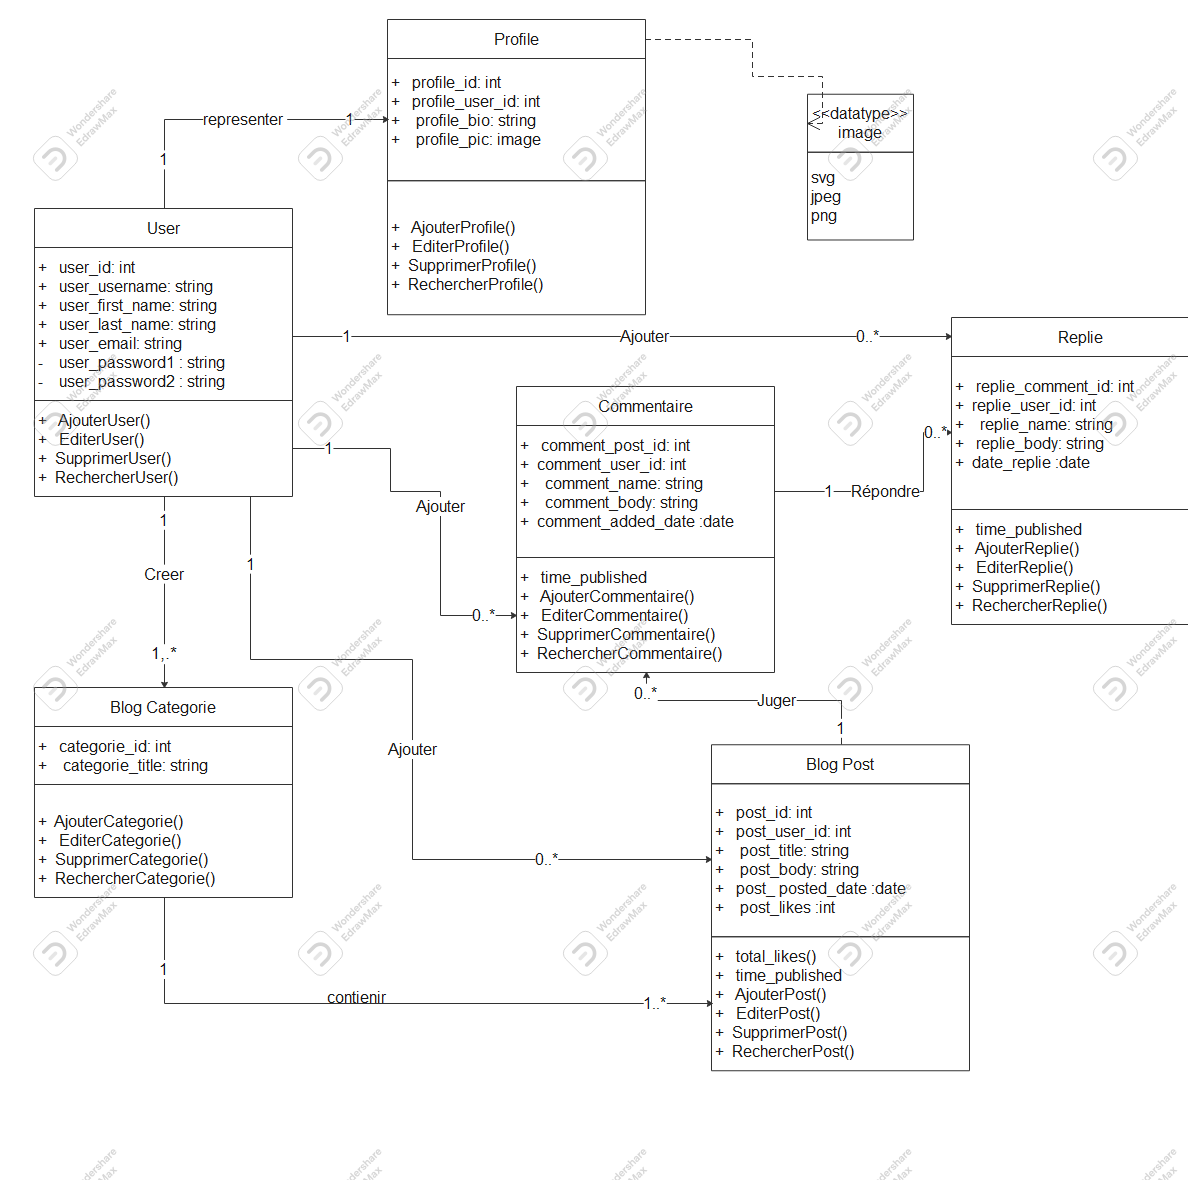 Profile
+ profile_id: int
+ profile_user_id: int
+ profile_bio: string
+ profile_pic: image
+ AjouterProfile()
+ EditerProfile()
+ SupprimerProfile()
+ RechercherProfile()
<<datatype>>
image
svg
jpeg
png
representer
1
1
User
+ user_id: int
+ user_username: string
+ user_first_name: string
+ user_last_name: string
+ user_email: string
- user_password1 : string
- user_password2 : string
+ AjouterUser()
+ EditerUser()
+ SupprimerUser()
+ RechercherUser()
1
Ajouter
0..*
Replie
+ replie_comment_id: int
+ replie_user_id: int
+ replie_name: string
+ replie_body: string
+ date_replie :date
+ time_published
+ AjouterReplie()
+ EditerReplie()
+ SupprimerReplie()
+ RechercherReplie()
Commentaire
+ comment_post_id: int
+ comment_user_id: int
+ comment_name: string
+ comment_body: string
+ comment_added_date :date
+ time_published
+ AjouterCommentaire()
+ EditerCommentaire()
+ SupprimerCommentaire()
+ RechercherCommentaire()
1
Répondre
0..*
1
Ajouter
0..*
1
Creer
1,.*
1
Ajouter
0..*
0..*
Juger
1
Blog Categorie
+ categorie_id: int
+ categorie_title: string
+ AjouterCategorie()
+ EditerCategorie()
+ SupprimerCategorie()
+ RechercherCategorie()
Blog Post
+ post_id: int
+ post_user_id: int
+ post_title: string
+ post_body: string
+ post_ posted_date :date
+ post_likes :int
+ total_likes()
+ time_published
+ AjouterPost()
+ EditerPost()
+ SupprimerPost()
+ RechercherPost()
1
contienir
1..*
Wondershare
EdrawMax